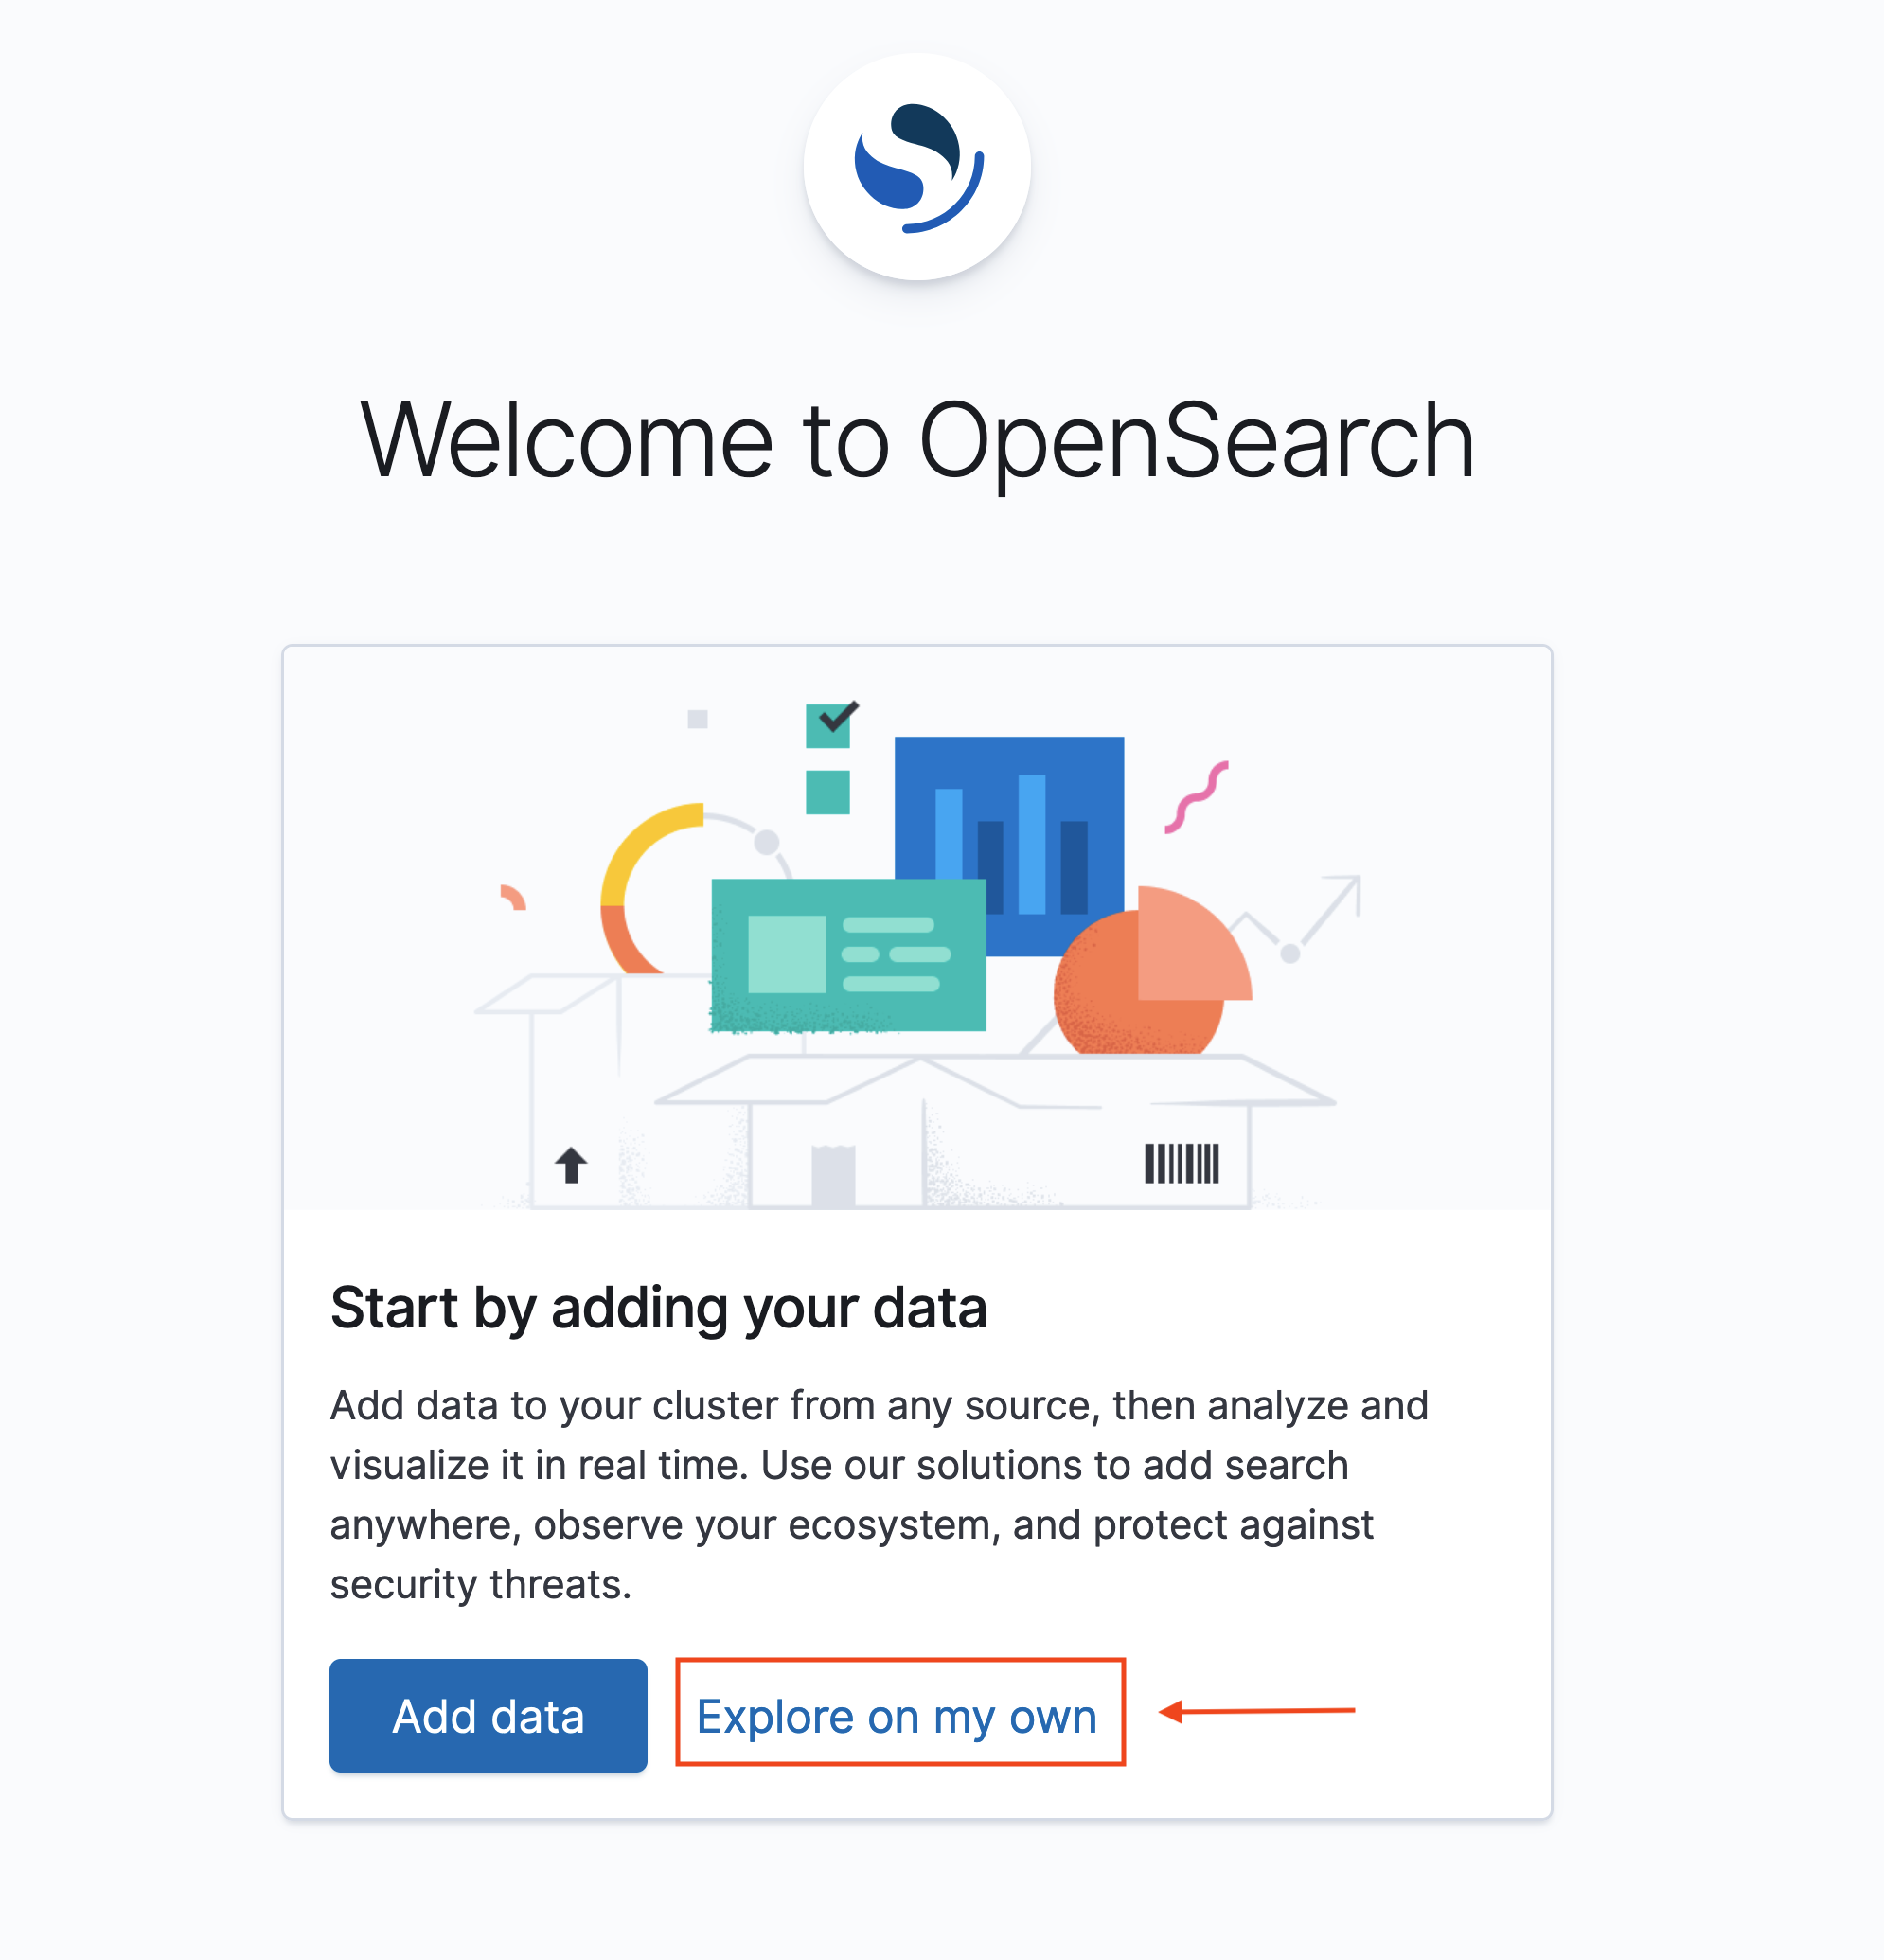 Welcome to OpenSearch
Start by adding your data
Add data to your cluster from any source, then analyze and
visualize it in real time. Use our solutions to add search
anywhere, observe your ecosystem, and protect against
security threats.
Add data
Explore on my own